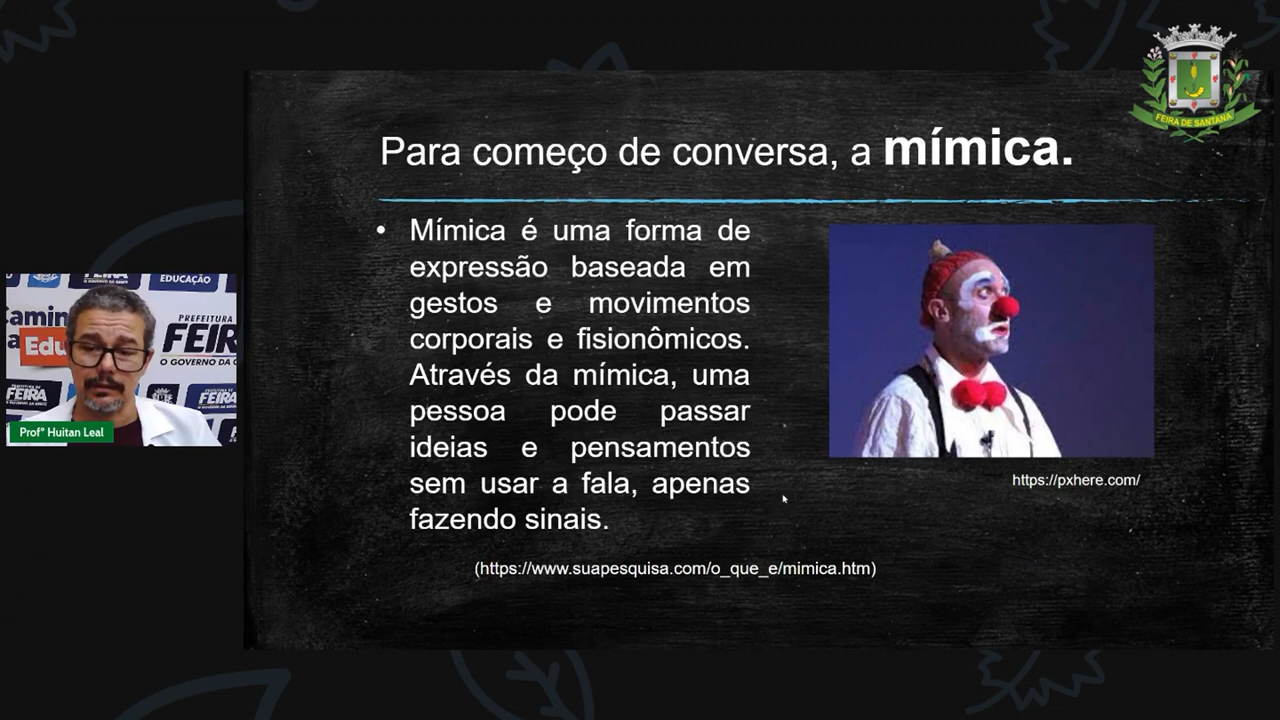 FEIRA DE SANTANA
Para começo de conversa, a mímica.
• Mímica é uma forma de
expressão baseada em
gestos e movimentos
corporais e fisionômicos.
Através da mímica, uma
pessoa pode passar
ideias e pensamentos
sem usar a fala, apenas
fazendo sinais.
https://pxhere.com/
(https://www.suapesquisa.com/o_que_e/mimica.htm)
EDUCAÇÃO
Camin
PREFEITURA
Edu
FEIR
O GOVERNO DA
FEIRA
FEIRA
Profº Huitan Leal